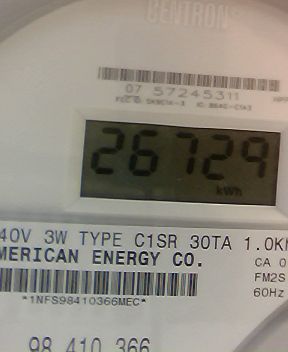 CENTRON
07 57245311
26729
kWh
40V 3W TYPE C1SR 30TA 1.0K
MERICAN ENERGY CO.
CA 0
FM2S
*1NFS98410366MEC*
60Hz
98 410 366